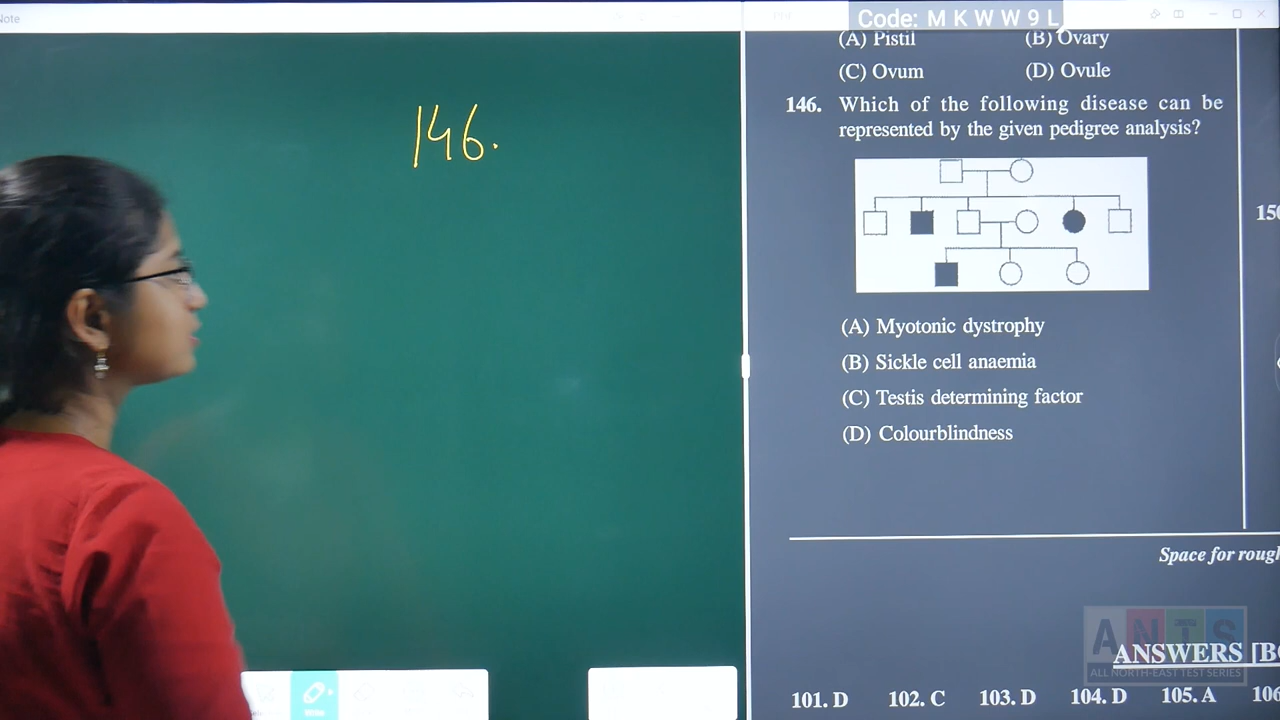 Note
Code: M K W W 9 L
146.
(A) Pistil (B) Ovary
(C) Ovum (D) Ovule
146. Which of the following disease can be
represented by the given pedigree analysis?
(A) Myotonic dystrophy
(B) Sickle cell anaemia
(C) Testis determining factor
(D) Colourblindness
Space for roug
ANTS
ALL NORTH-EAST TEST SERIES
ANSWERS [B
101. D 102. C 103. D 104. D 105. A 106